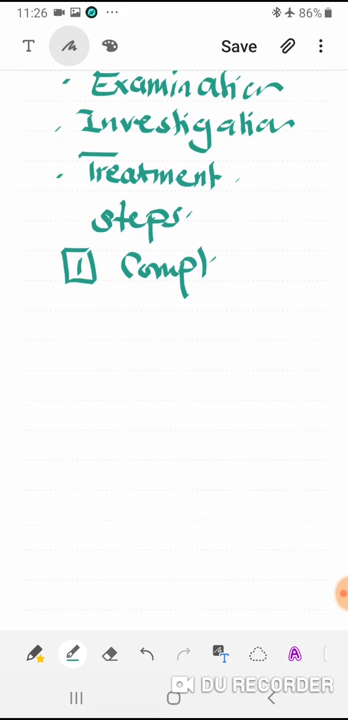 11:26 86%
T Save
• Examination
• Investigation
• Treatment
steps
1 Compl
T
A
DU RECORDER